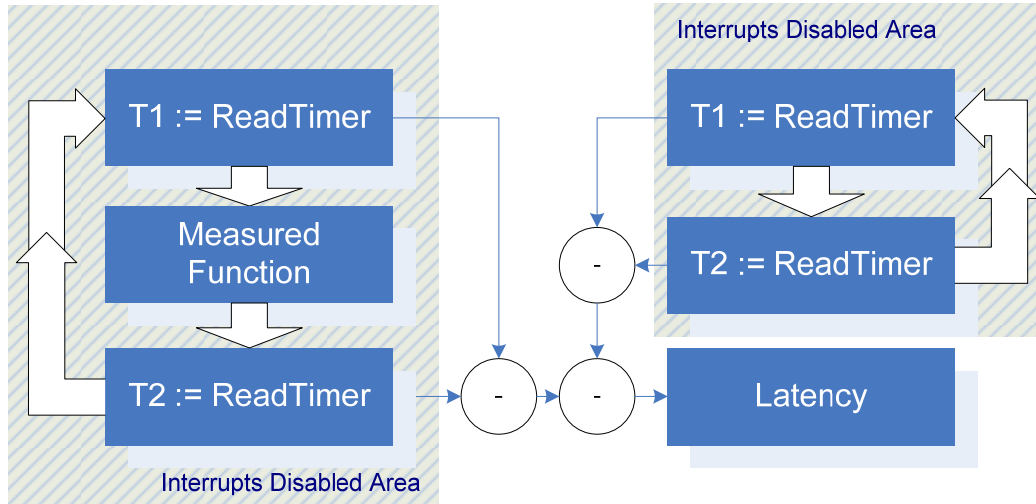 Interrupts Disabled Area
T1 := ReadTimer
T1 := ReadTimer
Measured
Function
T2 := ReadTimer
-
T2 := ReadTimer
-
-
Latency
Interrupts Disabled Area